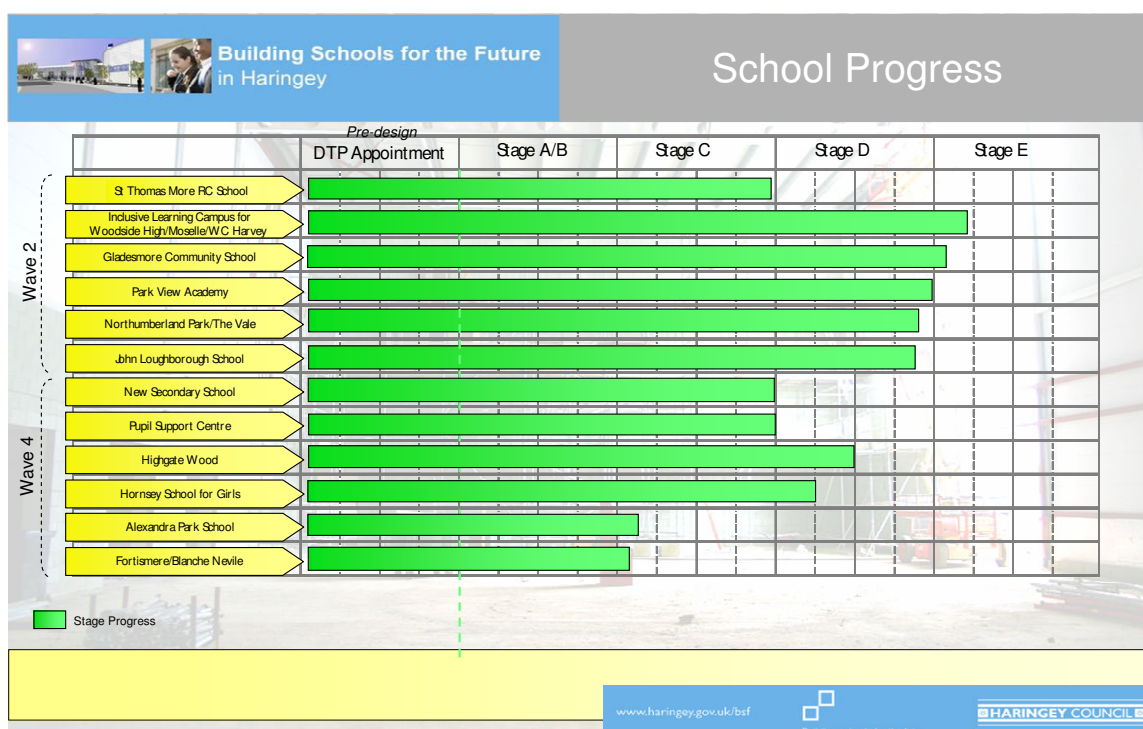 Building Schools for the Future
in Haringey
School Progress
Pre-design
DTP Appointment
Stage A/B
Stage C
Stage D
Stage E
Wave 2
St Thomas More RC School
Inclusive Learning Campus for
Woodside High/Moselle/WC Harvey
Gladesmore Community School
Park View Academy
Northumberland Park/The Vale
John Loughborough School
Wave 4
New Secondary School
Pupil Support Centre
Highgate Wood
Hornsey School for Girls
Alexandra Park School
Fortismere/Blanche Nevile
Stage Progress
www.haringey.gov.uk/bsf
HARINGEY COUNCIL